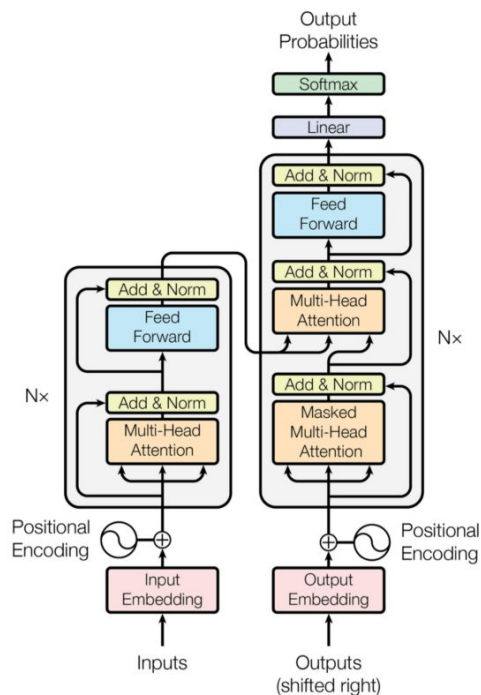 Output
Probabilities
Softmax
Linear
Add & Norm
Feed
Forward
Add & Norm
Multi-Head
Attention
Add & Norm
Masked
Multi-Head
Attention
N×
Add & Norm
Feed
Forward
Add & Norm
Multi-Head
Attention
N×
Positional
Encoding
Positional
Encoding
Input
Embedding
Output
Embedding
Inputs
Outputs
(shifted right)